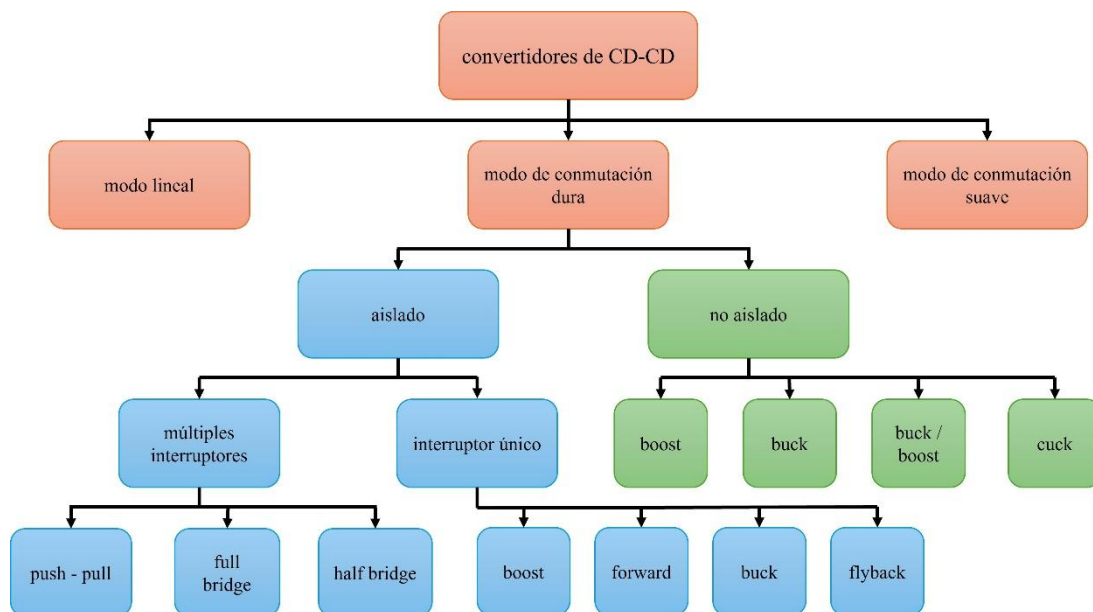 convertidores de CD-CD
modo lineal
modo de conmutación
dura
modo de conmutación
suave
aislado
no aislado
múltiples
interruptores
interruptor único
boost
buck
buck /
boost
cuck
push - pull
full
bridge
half bridge
boost
forward
buck
flyback